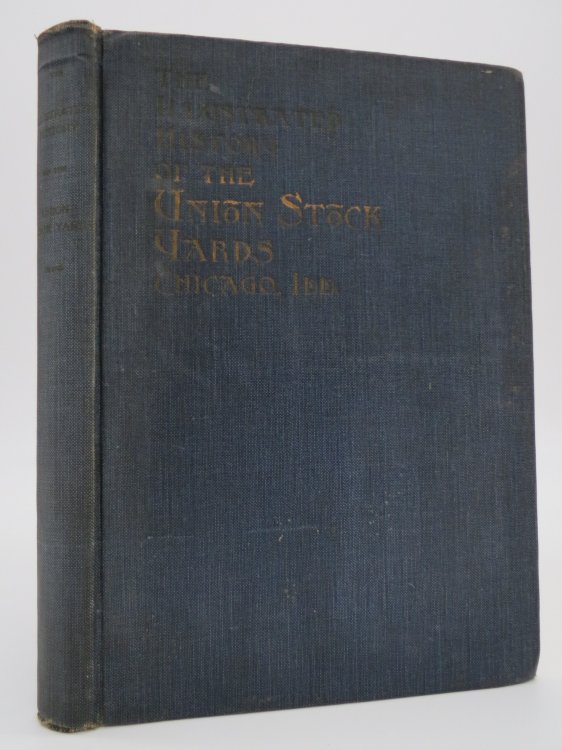 THE
ILLUSTRATED
HISTORY
OF THE
UNION STOCK
YARDS
CHICAGO, ILL.